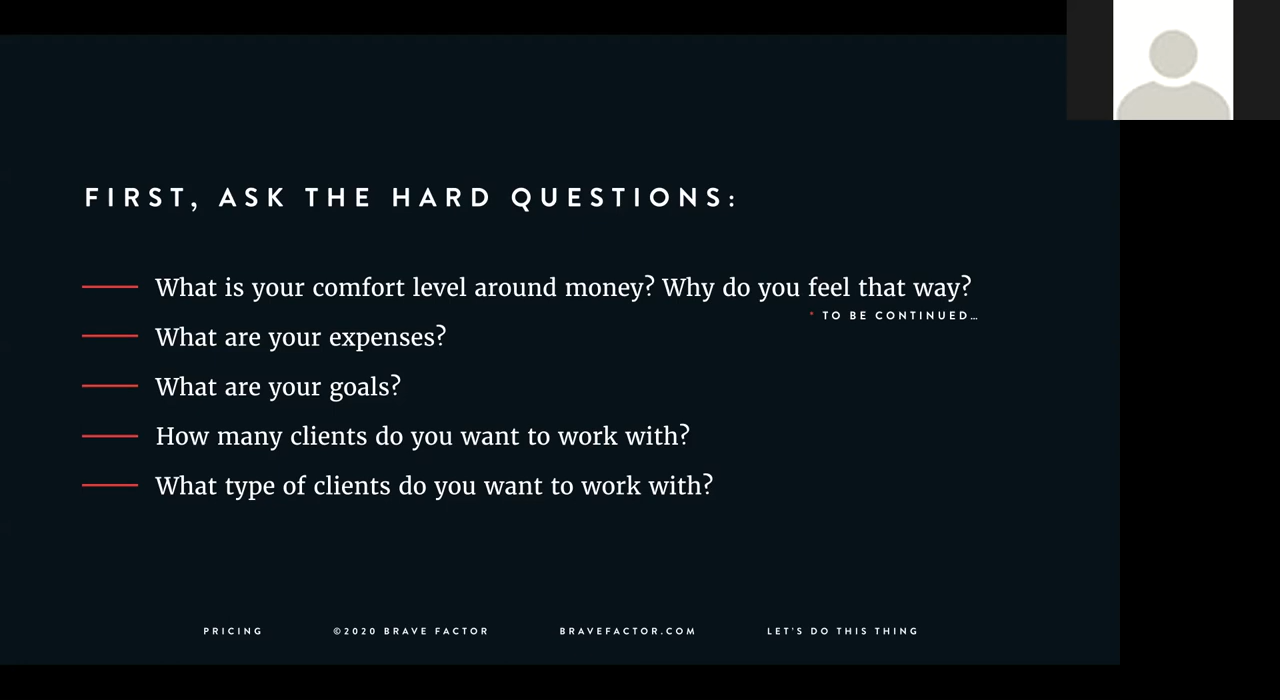 FIRST, ASK THE HARD QUESTIONS:
What is your comfort level around money? Why do you feel that way?
* TO BE CONTINUED…
What are your expenses?
What are your goals?
How many clients do you want to work with?
What type of clients do you want to work with?
PRICING ©2020 BRAVE FACTOR BRAVEFACTOR.COM LET'S DO THIS THING